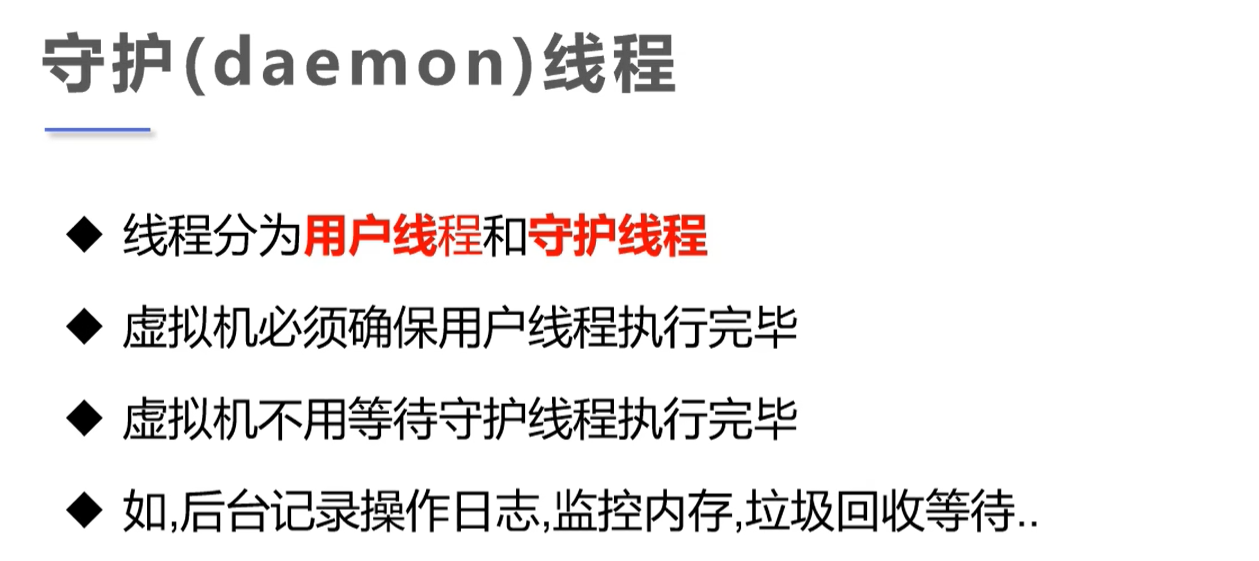 守护(daemon)线程
◆ 线程分为用户线程和守护线程
◆ 虚拟机必须确保用户线程执行完毕
◆ 虚拟机不用等待守护线程执行完毕
◆ 如,后台记录操作日志,监控内存,垃圾回收等待..